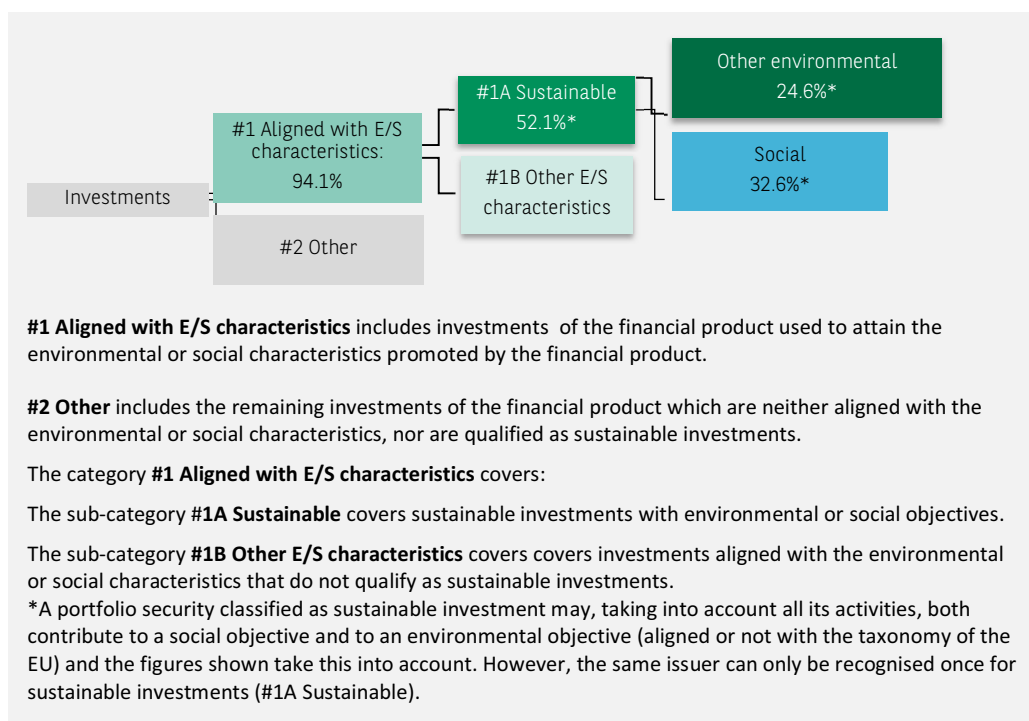 Investments
#1 Aligned with E/S
characteristics:
94.1%
#2 Other
#1A Sustainable
52.1%*
#1B Other E/S
characteristics
Other environmental
24.6%*
Social
32.6%*
#1 Aligned with E/S characteristics includes investments of the financial product used to attain the
environmental or social characteristics promoted by the financial product.
#2 Other includes the remaining investments of the financial product which are neither aligned with the
environmental or social characteristics, nor are qualified as sustainable investments.
The category #1 Aligned with E/S characteristics covers:
The sub-category #1A Sustainable covers sustainable investments with environmental or social objectives.
The sub-category #1B Other E/S characteristics covers covers investments aligned with the environmental
or social characteristics that do not qualify as sustainable investments.
*A portfolio security classified as sustainable investment may, taking into account all its activities, both
contribute to a social objective and to an environmental objective (aligned or not with the taxonomy of the
EU) and the figures shown take this into account. However, the same issuer can only be recognised once for
sustainable investments (#1A Sustainable).